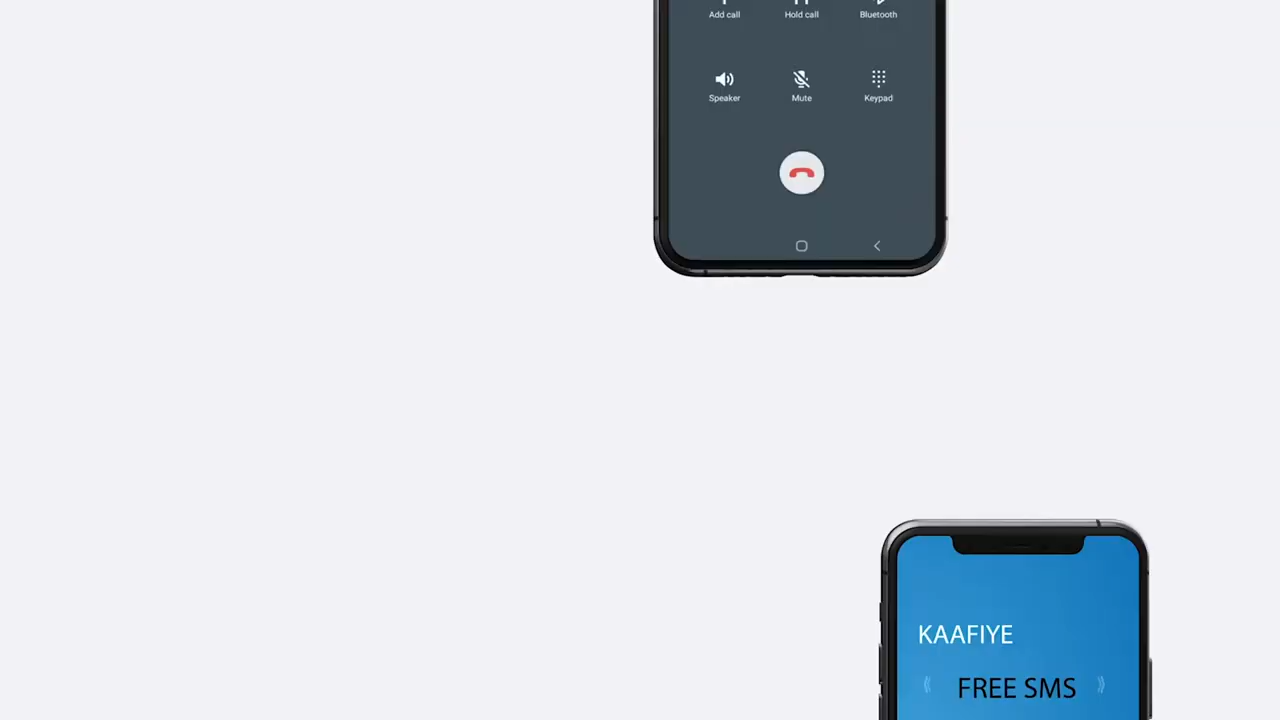 Add call Hold call Bluetooth
Speaker Mute Keypad
KAAFIYE
FREE SMS